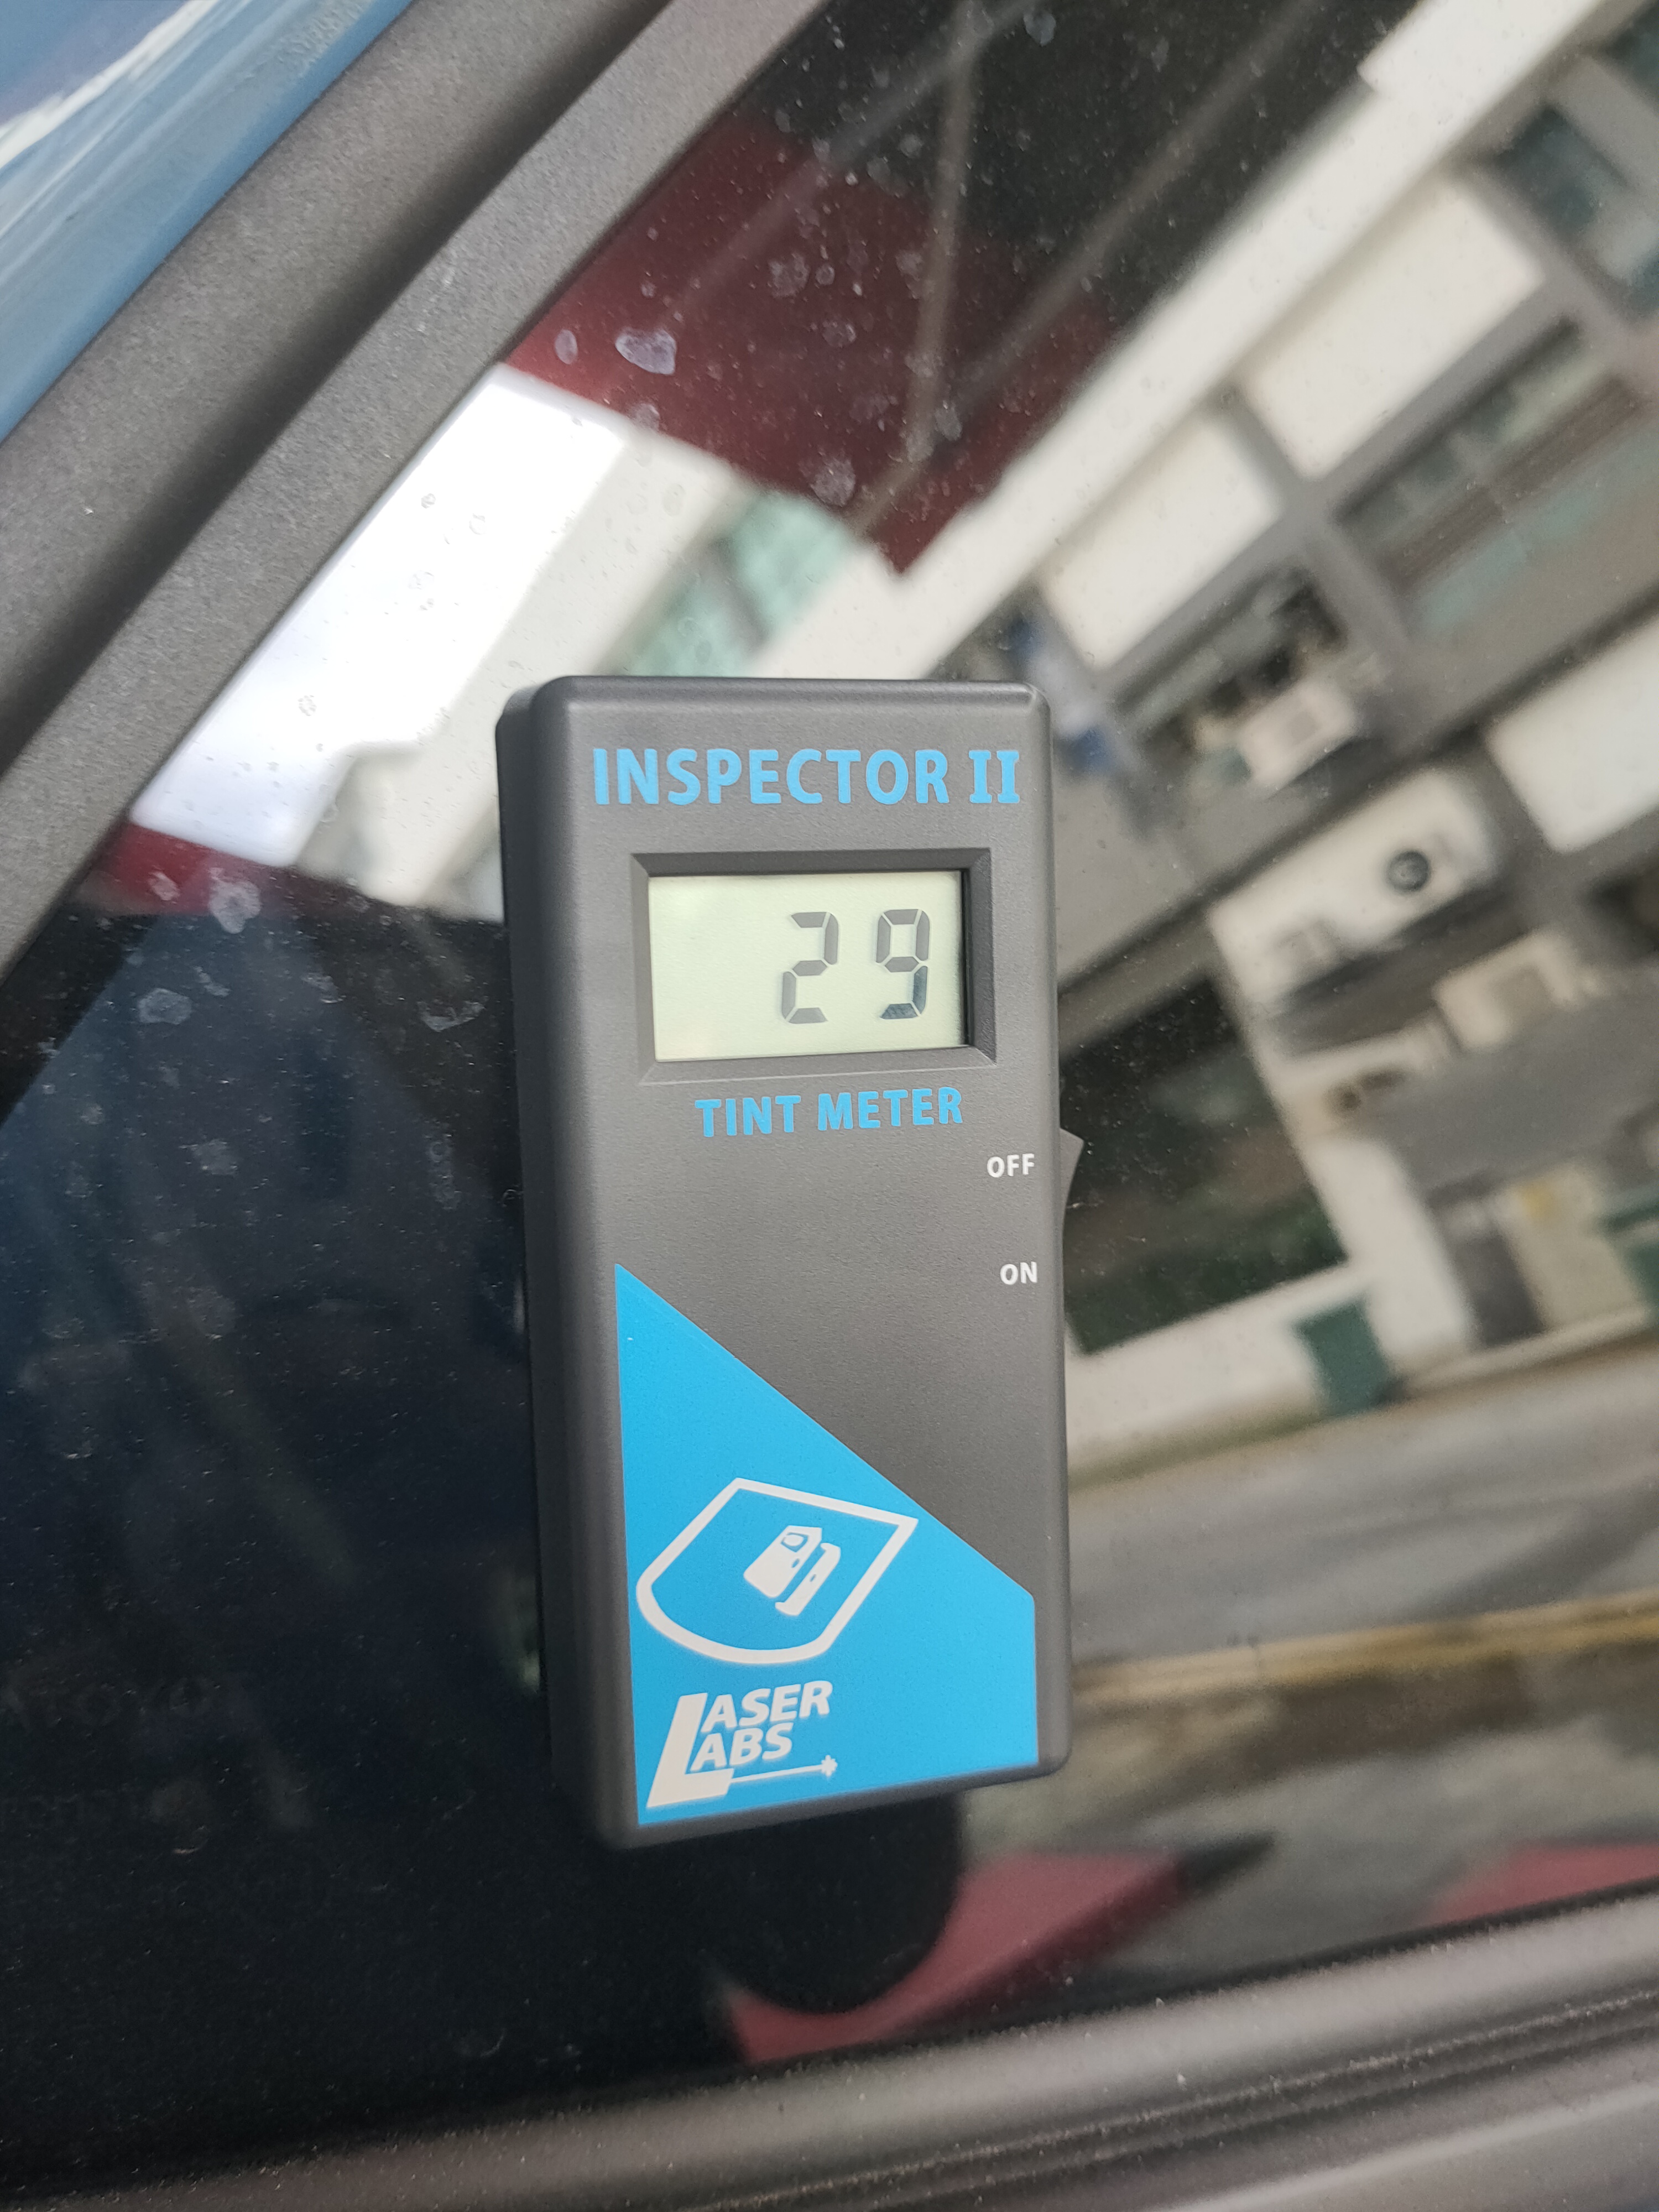 INSPECTOR II
29
TINT METER
OFF
ON
LASER
LABS